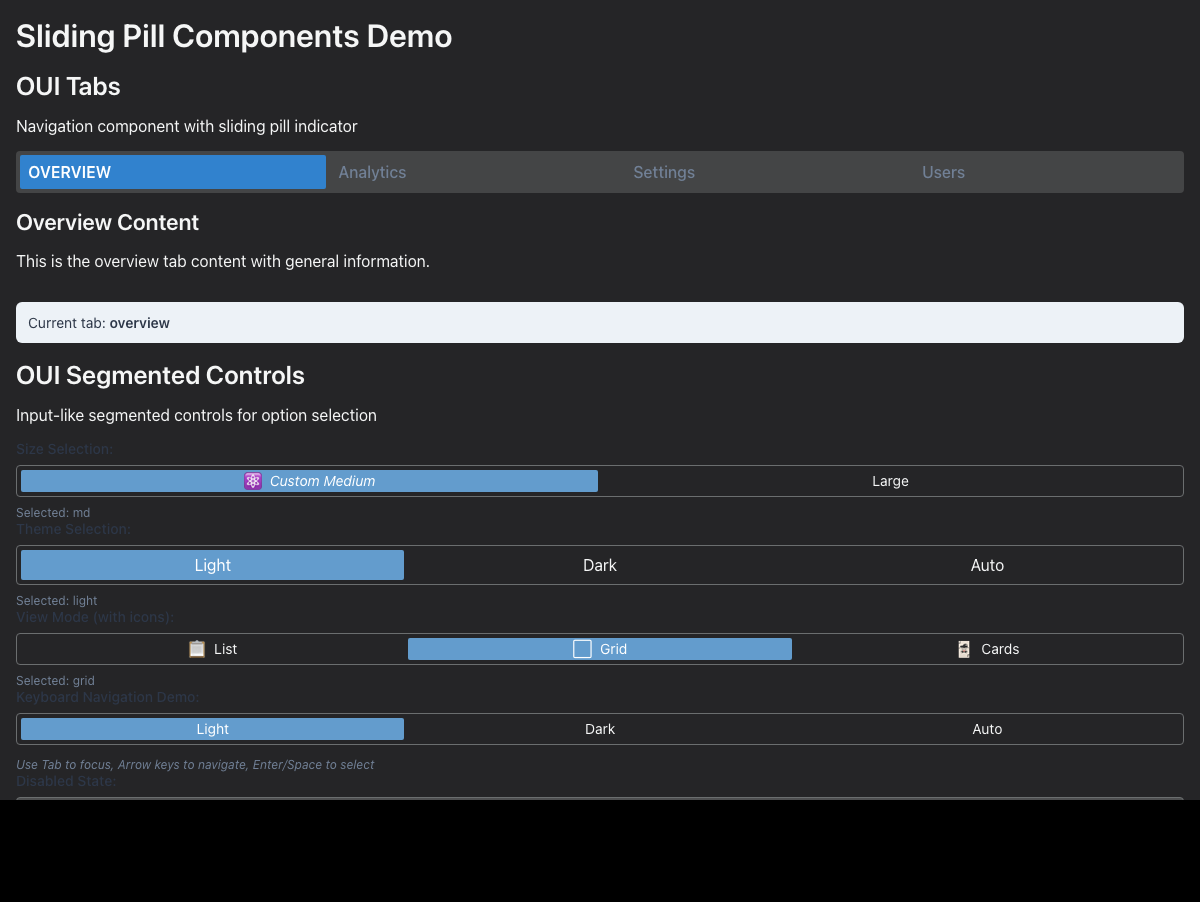 Sliding Pill Components Demo
OUI Tabs
Navigation component with sliding pill indicator
OVERVIEW Analytics Settings Users
Overview Content
This is the overview tab content with general information.
Current tab: overview
OUI Segmented Controls
Input-like segmented controls for option selection
Size Selection:
Custom Medium Large
Selected: md
Theme Selection:
Light Dark Auto
Selected: light
View Mode (with icons):
List Grid Cards
Selected: grid
Keyboard Navigation Demo:
Light Dark Auto
Use Tab to focus, Arrow keys to navigate, Enter/Space to select
Disabled State: